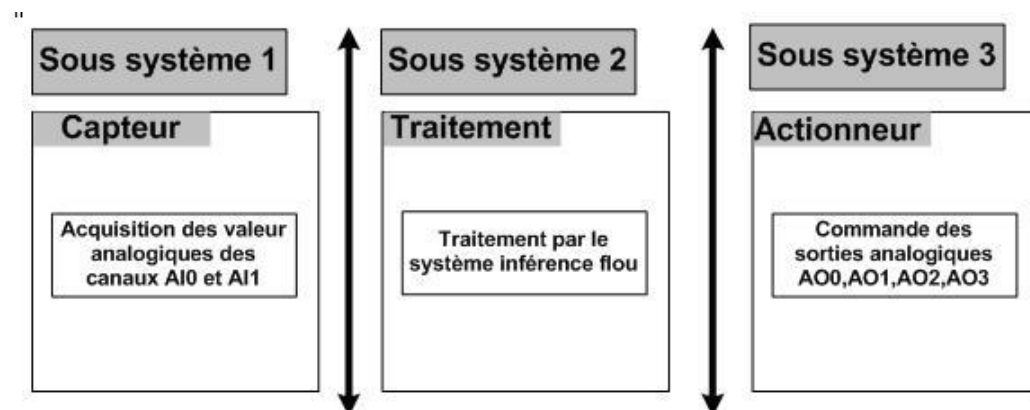 "
Sous système 1
Sous système 2
Sous système 3
Capteur
Traitement
Actionneur
Acquisition des valeur
analogiques des
canaux AI0 et AI1
Traitement par le
système inférence flou
Commande des
sorties analogiques
AO0,AO1,AO2,AO3